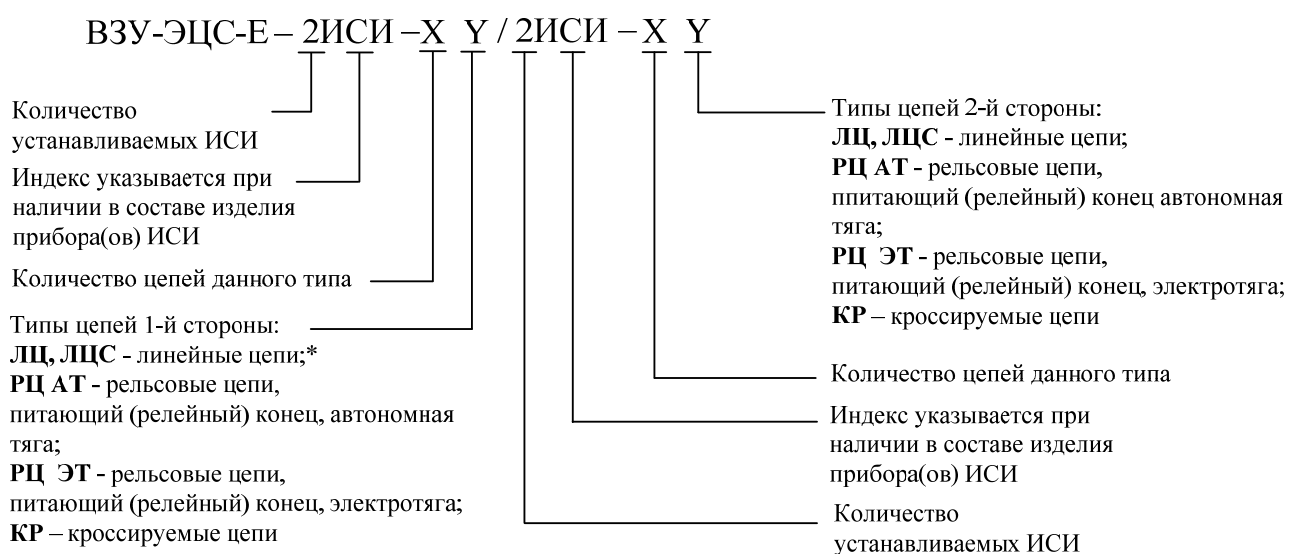 ВЗУ-ЭЦС-Е – 2ИСИ – X Y / 2ИСИ – X Y
Количество
устанавливаемых ИСИ
Индекс указывается при
наличии в составе изделия
прибора(ов) ИСИ
Количество цепей данного типа
Типы цепей 1-й стороны:
ЛЦ, ЛЦС - линейные цепи;*
РЦ АТ - рельсовые цепи,
питающий (релейный) конец, автономная
тяга;
РЦ ЭТ - рельсовые цепи,
питающий (релейный) конец, электротяга;
КР – кроссируемые цепи
Типы цепей 2-й стороны:
ЛЦ, ЛЦС - линейные цепи;
РЦ АТ - рельсовые цепи,
ппитающий (релейный) конец автономная
тяга;
РЦ ЭТ - рельсовые цепи,
питающий (релейный) конец, электротяга;
КР – кроссируемые цепи
Количество цепей данного типа
Индекс указывается при
наличии в составе изделия
прибора(ов) ИСИ
Количество
устанавливаемых ИСИ